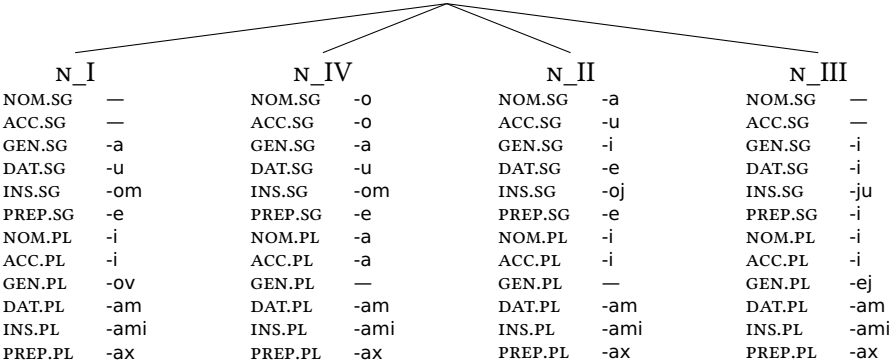 N_I N_IV N_II N_III
NOM.SG — NOM.SG -o NOM.SG -a NOM.SG —
ACC.SG — ACC.SG -o ACC.SG -u ACC.SG —
GEN.SG -a GEN.SG -a GEN.SG -i GEN.SG -i
DAT.SG -u DAT.SG -u DAT.SG -e DAT.SG -i
INS.SG -om INS.SG -om INS.SG -oj INS.SG -ju
PREP.SG -e PREP.SG -e PREP.SG -e PREP.SG -i
NOM.PL -i NOM.PL -a NOM.PL -i NOM.PL -i
ACC.PL -i ACC.PL -a ACC.PL -i ACC.PL -i
GEN.PL -ov GEN.PL — GEN.PL — GEN.PL -ej
DAT.PL -am DAT.PL -am DAT.PL -am DAT.PL -am
INS.PL -ami INS.PL -ami INS.PL -ami INS.PL -ami
PREP.PL -ax PREP.PL -ax PREP.PL -ax PREP.PL -ax